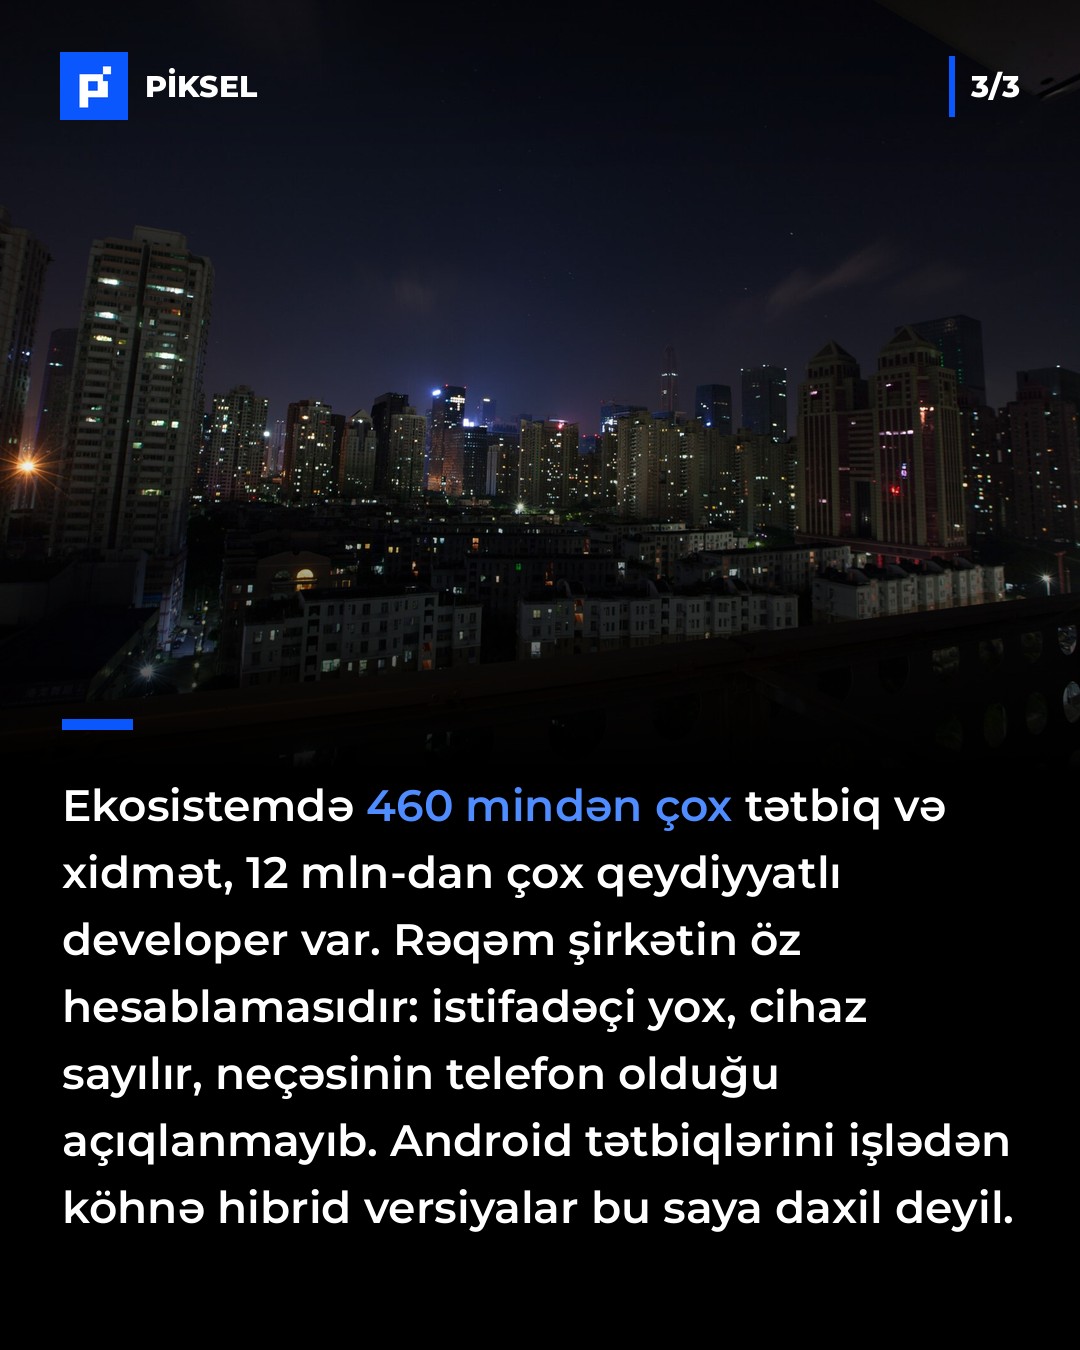 PİKSEL
3/3
Ekosistemdə 460 mindən çox tətbiq və
xidmət, 12 mln-dan çox qeydiyyatlı
developer var. Rəqəm şirkətin öz
hesablamasıdır: istifadəçi yox, cihaz
sayılır, neçəsinin telefon olduğu
açıqlanmayıb. Android tətbiqlərini işlədən
köhnə hibrid versiyalar bu saya daxil deyil.